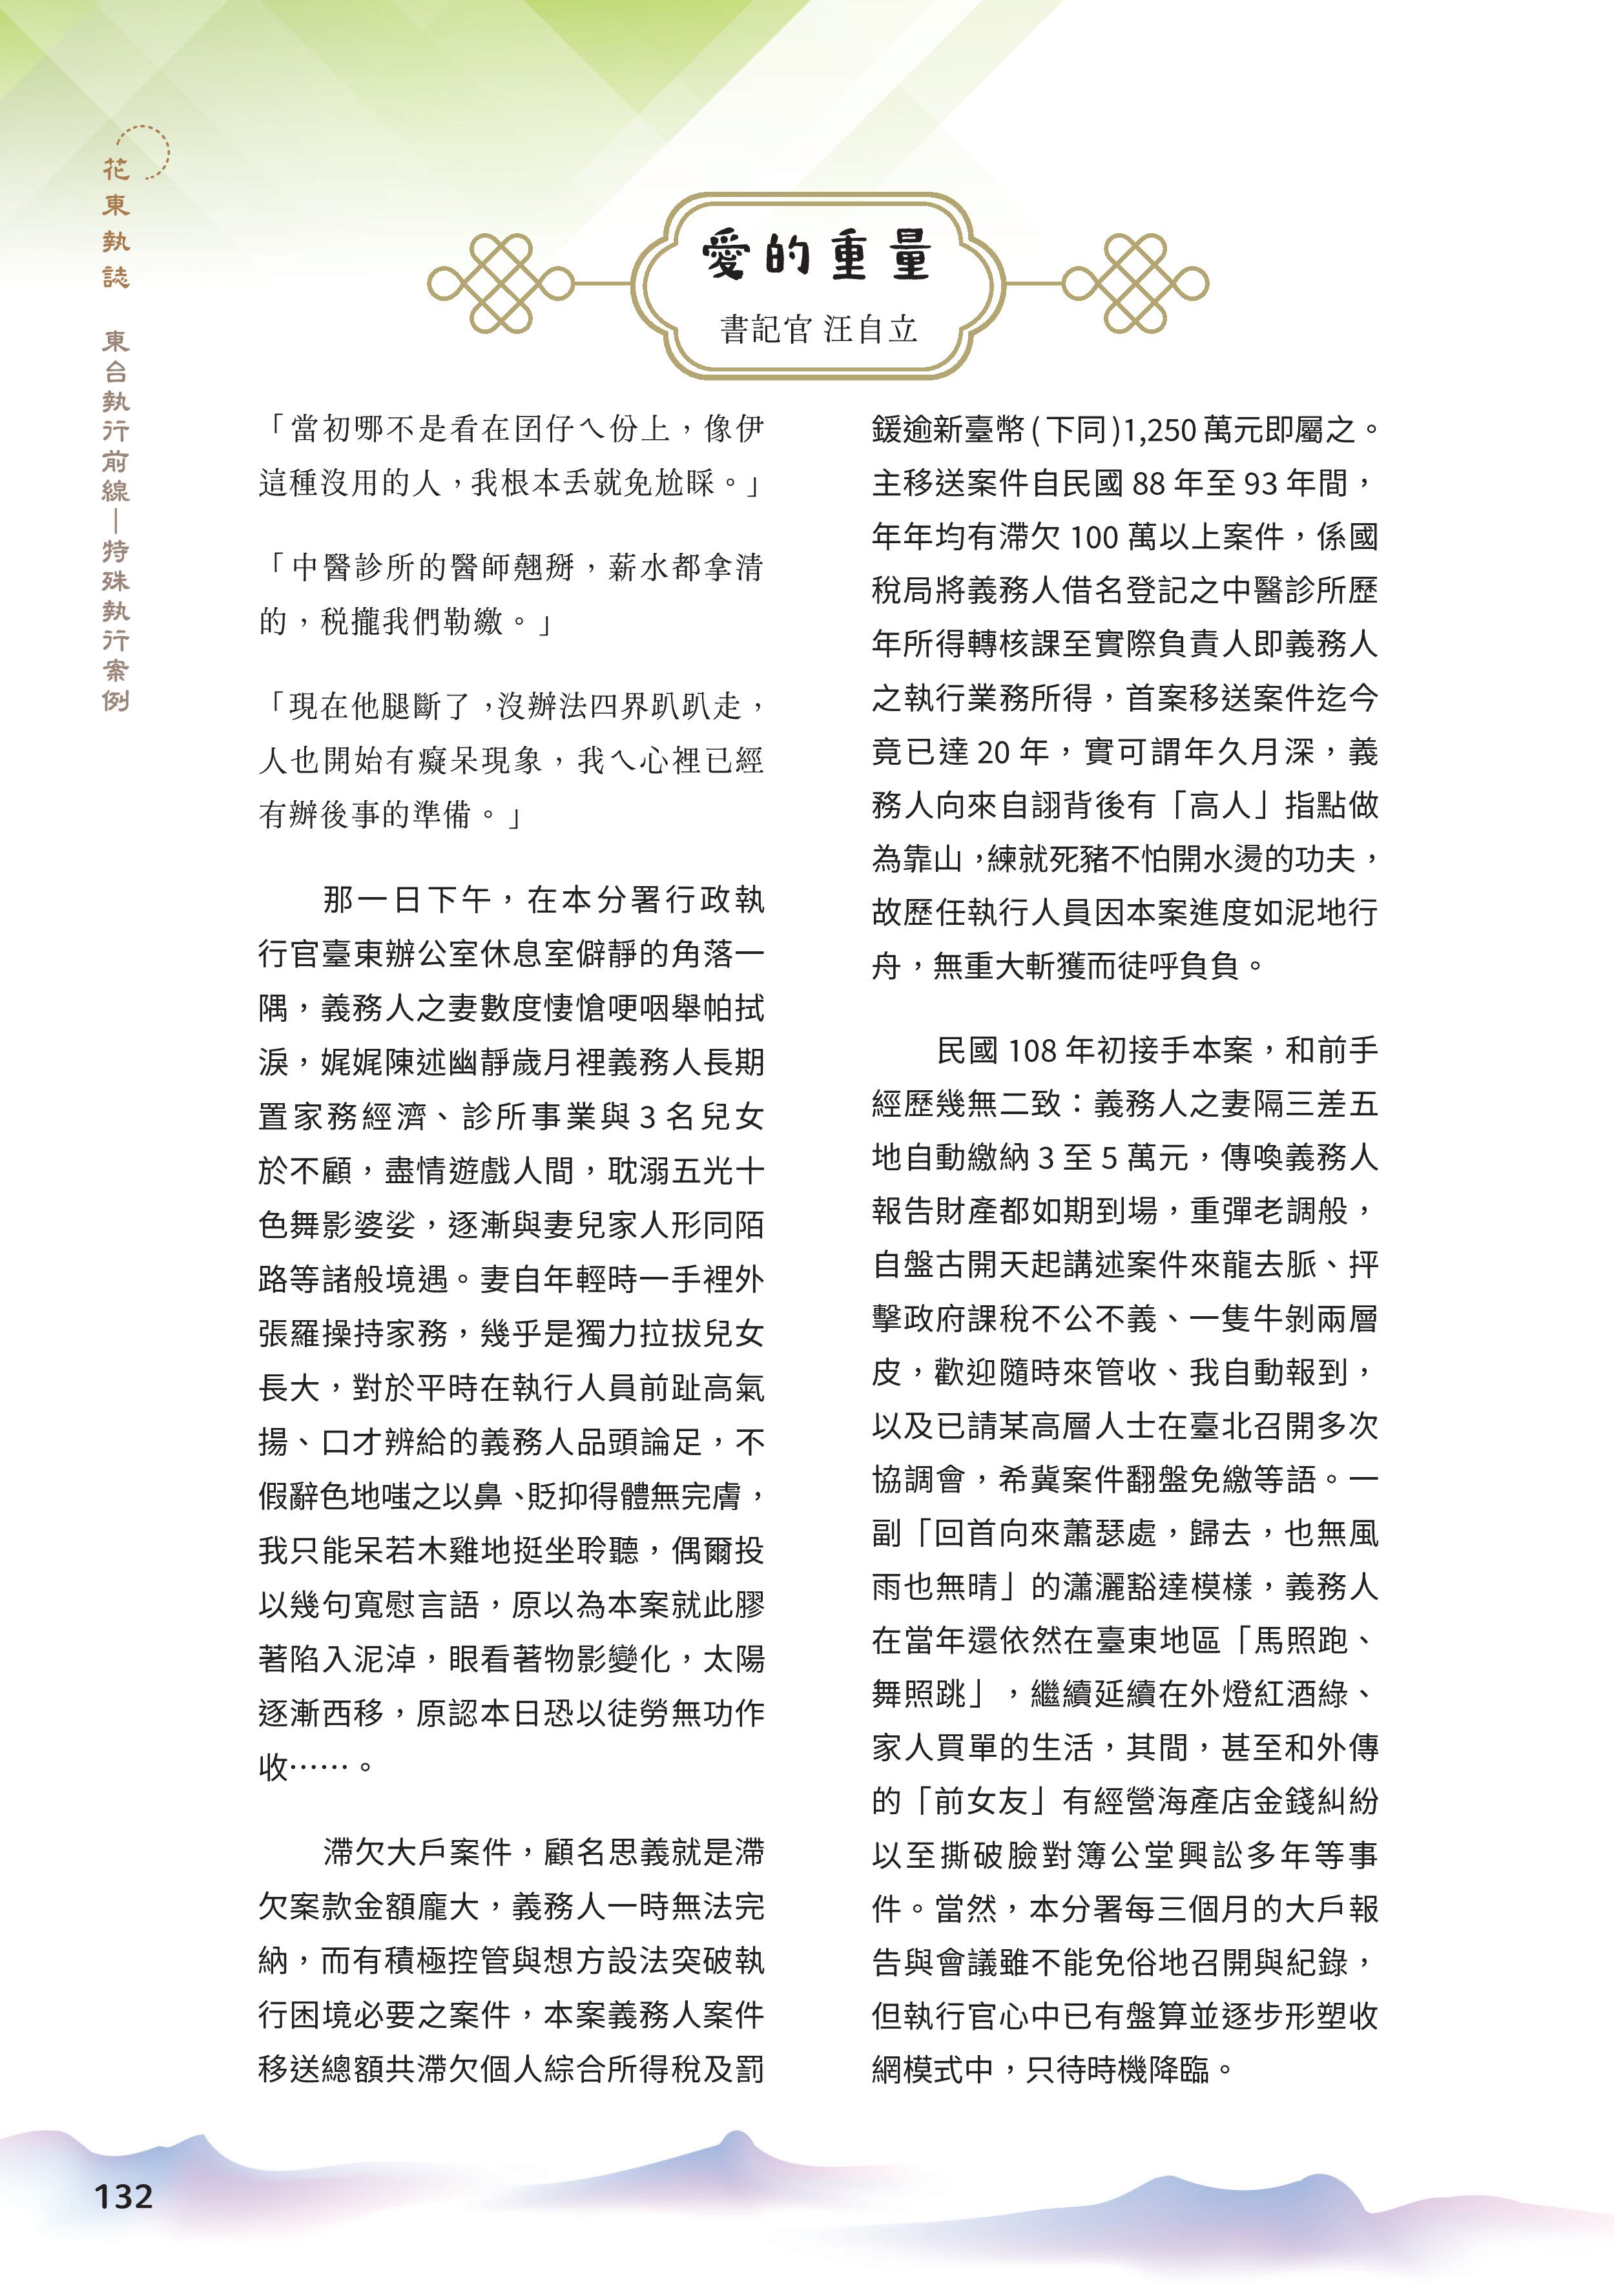 花東執誌 東台執行前線—特殊執行案例
愛的重量
書記官 汪自立
「當初哪不是看在囝仔ㄟ份上，像伊
這種沒用的人，我根本丟就免尬睬。」
「中醫診所的醫師翹掰，薪水都拿清
的，税攏我們勒繳。」
「現在他腿斷了，沒辦法四界趴趴走，
人也開始有癡呆現象，我ㄟ心裡已經
有辦後事的準備。」
那一日下午，在本分署行政執
行官臺東辦公室休息室僻靜的角落一
隅，義務人之妻數度悽愴哽咽舉帕拭
淚，娓娓陳述幽靜歲月裡義務人長期
置家務經濟、診所事業與 3 名兒女
於不顧，盡情遊戲人間，耽溺五光十
色舞影婆娑，逐漸與妻兒家人形同陌
路等諸般境遇。妻自年輕時一手裡外
張羅操持家務，幾乎是獨力拉拔兒女
長大，對於平時在執行人員前趾高氣
揚、口才辨給的義務人品頭論足，不
假辭色地嗤之以鼻、貶抑得體無完膚，
我只能呆若木雞地挺坐聆聽，偶爾投
以幾句寬慰言語，原以為本案就此膠
著陷入泥淖，眼看著物影變化，太陽
逐漸西移，原認本日恐以徒勞無功作
收……。
滯欠大戶案件，顧名思義就是滯
欠案款金額龐大，義務人一時無法完
納，而有積極控管與想方設法突破執
行困境必要之案件，本案義務人案件
移送總額共滯欠個人綜合所得稅及罰
鍰逾新臺幣 ( 下同 )1,250 萬元即屬之。
主移送案件自民國 88 年至 93 年間，
年年均有滯欠 100 萬以上案件，係國
稅局將義務人借名登記之中醫診所歷
年所得轉核課至實際負責人即義務人
之執行業務所得，首案移送案件迄今
竟已達 20 年，實可謂年久月深，義
務人向來自詡背後有「高人」指點做
為靠山，練就死豬不怕開水燙的功夫，
故歷任執行人員因本案進度如泥地行
舟，無重大斬獲而徒呼負負。
民國 108 年初接手本案，和前手
經歷幾無二致：義務人之妻隔三差五
地自動繳納 3 至 5 萬元，傳喚義務人
報告財產都如期到場，重彈老調般，
自盤古開天起講述案件來龍去脈、抨
擊政府課稅不公不義、一隻牛剝兩層
皮，歡迎隨時來管收、我自動報到，
以及已請某高層人士在臺北召開多次
協調會，希冀案件翻盤免繳等語。一
副「回首向來蕭瑟處，歸去，也無風
雨也無晴」的瀟灑豁達模樣，義務人
在當年還依然在臺東地區「馬照跑、
舞照跳」，繼續延續在外燈紅酒綠、
家人買單的生活，其間，甚至和外傳
的「前女友」有經營海產店金錢糾紛
以至撕破臉對簿公堂興訟多年等事
件。當然，本分署每三個月的大戶報
告與會議雖不能免俗地召開與紀錄，
但執行官心中已有盤算並逐步形塑收
網模式中，只待時機降臨。
132